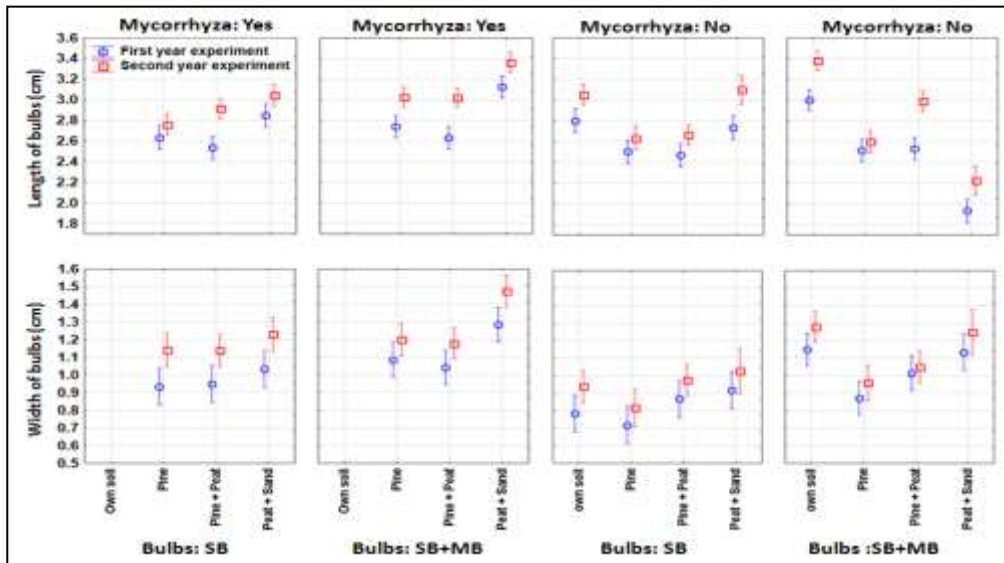 Mycorrhyza: Yes
Mycorrhyza: Yes
Mycorrhyza: No
Mycorrhyza: No
First year experiment
Second year experiment
Length of bulbs (cm)
3.6
3.4
3.2
3.0
2.8
2.6
2.4
2.2
2.0
1.8
Width of bulbs (cm)
1.6
1.5
1.4
1.3
1.2
1.1
1.0
0.9
0.8
0.7
0.6
0.5
Own soil
Pine
Pine + Peat
Peat + Sand
Own soil
Pine
Pine + Peat
Peat + Sand
own soil
Pine
Pine + Peat
Peat + Sand
Own soil
Pine
Pine + Peat
Peat + Sand
Bulbs: SB
Bulbs: SB+MB
Bulbs: SB
Bulbs :SB+MB